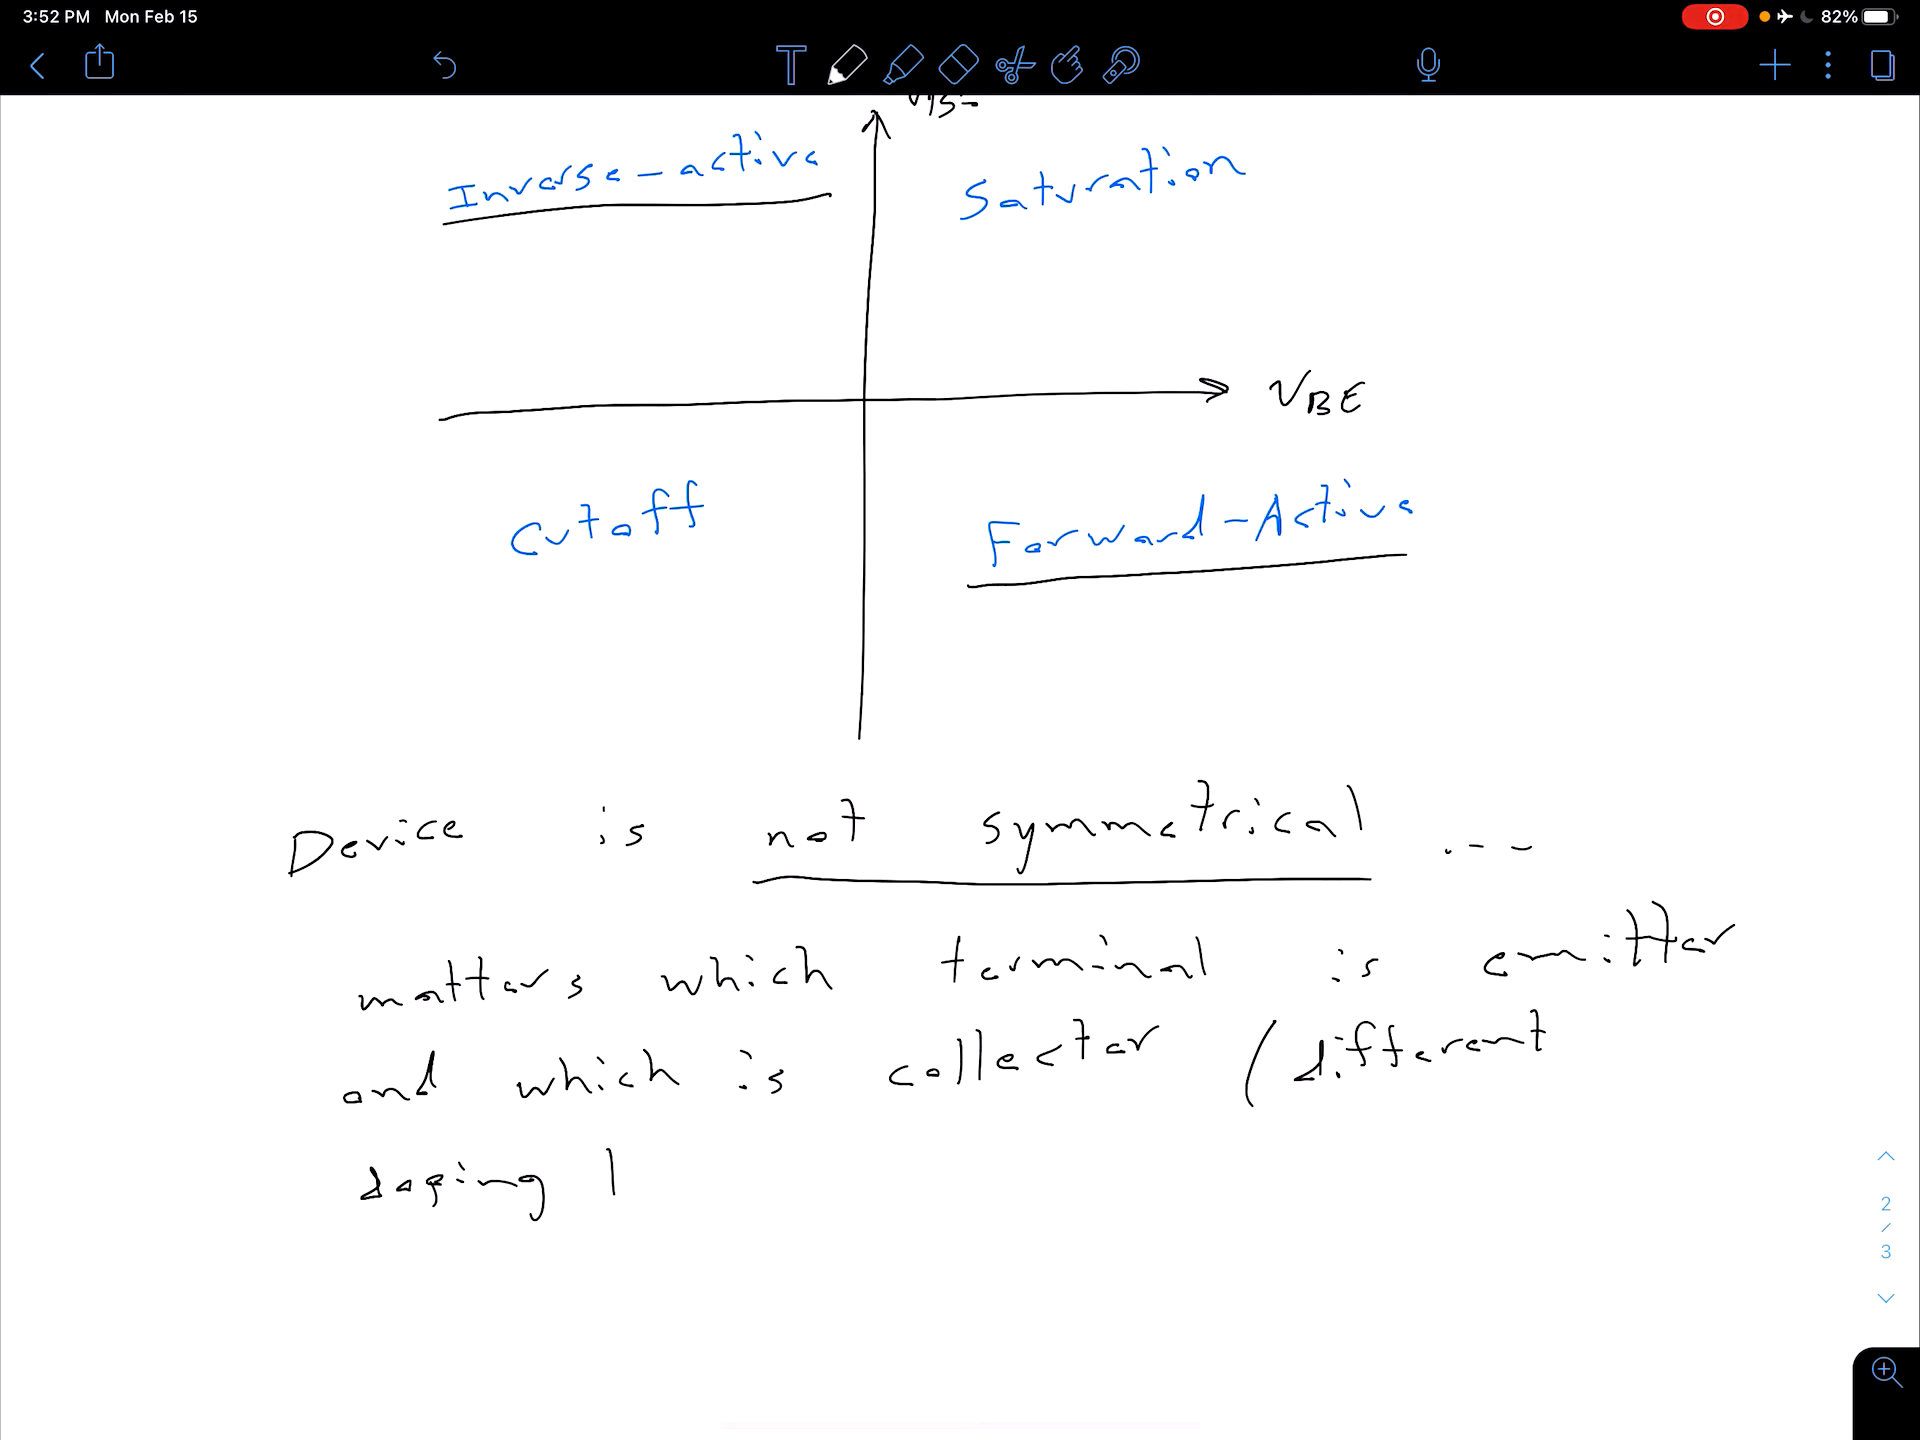 3:52 PM Mon Feb 15
82%
T
Inverse-active
Saturation
VBE
Cutoff
Forward-Active
Device is not symmetrical ...
matters which terminal is emitter
and which is collector (different
doping l
2
/
3